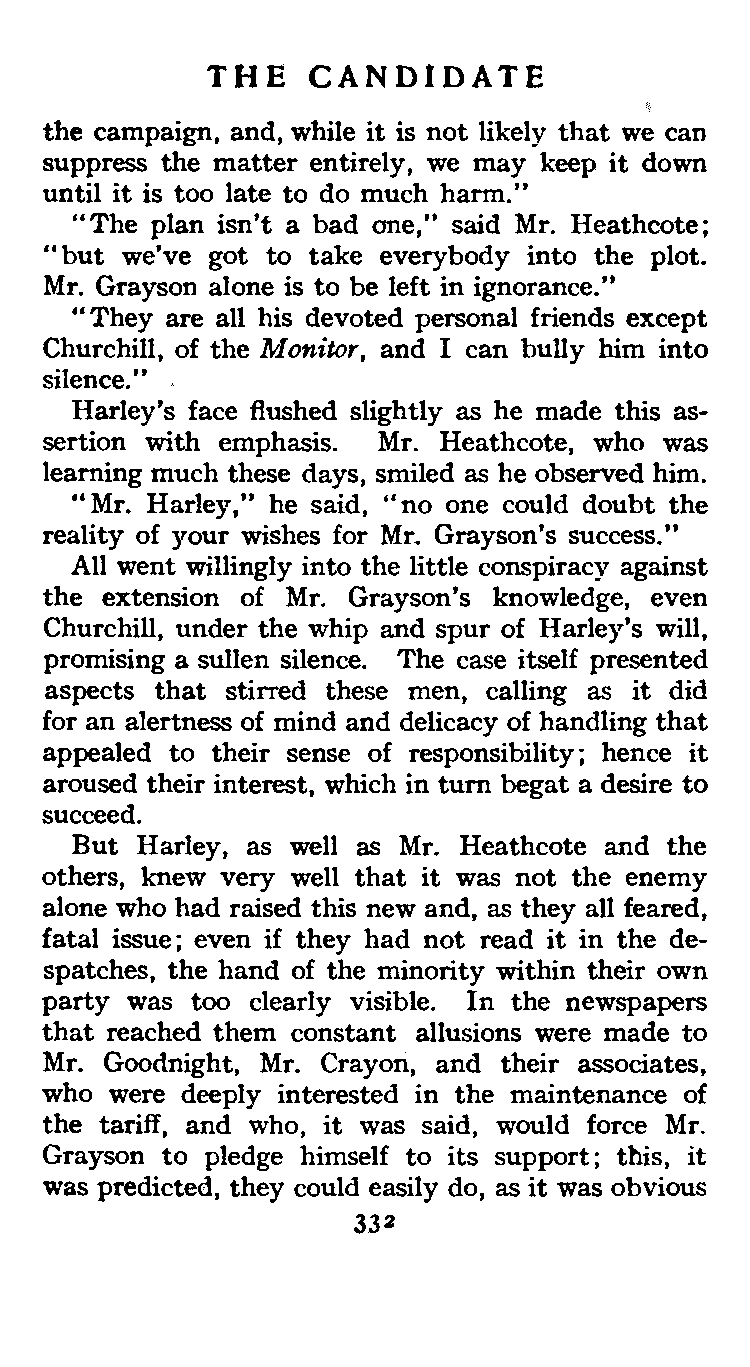 THE CANDIDATE
the campaign, and, while it is not likely that we can
suppress the matter entirely, we may keep it down
until it is too late to do much harm."
"The plan isn't a bad one," said Mr. Heathcote;
"but we've got to take everybody into the plot.
Mr. Grayson alone is to be left in ignorance."
"They are all his devoted personal friends except
Churchill, of the Monitor, and I can bully him into
silence."
Harley's face flushed slightly as he made this as-
sertion with emphasis. Mr. Heathcote, who was
learning much these days, smiled as he observed him.
"Mr. Harley," he said, "no one could doubt the
reality of your wishes for Mr. Grayson's success."
All went willingly into the little conspiracy against
the extension of Mr. Grayson's knowledge, even
Churchill, under the whip and spur of Harley's will,
promising a sullen silence. The case itself presented
aspects that stirred these men, calling as it did
for an alertness of mind and delicacy of handling that
appealed to their sense of responsibility; hence it
aroused their interest, which in turn begat a desire to
succeed.
But Harley, as well as Mr. Heathcote and the
others, knew very well that it was not the enemy
alone who had raised this new and, as they all feared,
fatal issue; even if they had not read it in the de-
spatches, the hand of the minority within their own
party was too clearly visible. In the newspapers
that reached them constant allusions were made to
Mr. Goodnight, Mr. Crayon, and their associates,
who were deeply interested in the maintenance of
the tariff, and who, it was said, would force Mr.
Grayson to pledge himself to its support; this, it
was predicted, they could easily do, as it was obvious
332